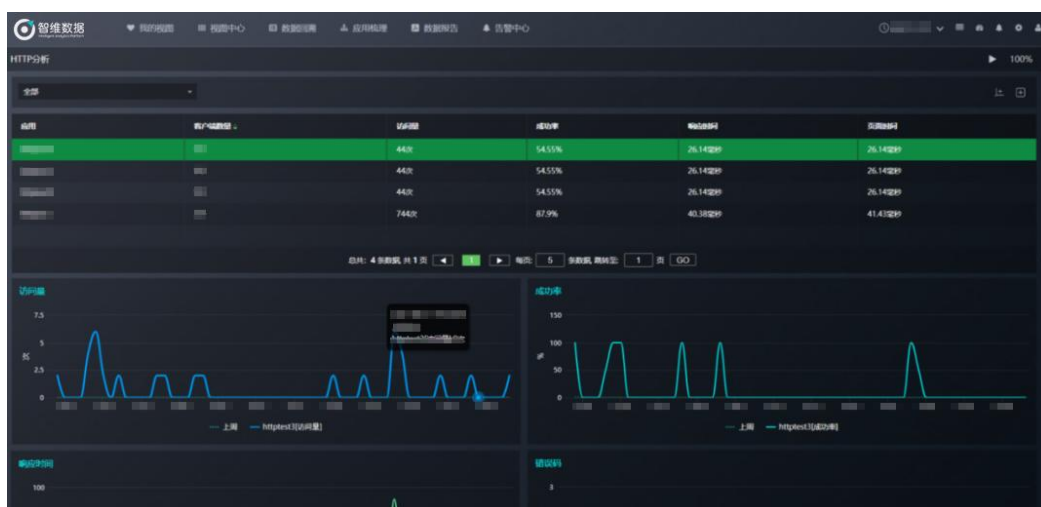 智维数据
我的视图 视图中心 数据回溯 应用梳理 数据报告 告警中心
HTTP分析 100%
全部
应用 客户端数量 访问量 成功率 响应时间 页面时间
44次 54.55% 26.14毫秒 26.14毫秒
44次 54.55% 26.14毫秒 26.14毫秒
44次 54.55% 26.14毫秒 26.14毫秒
744次 87.9% 40.38毫秒 41.43毫秒
总共: 4 条数据, 共 1 页 1 每页: 5 条数据, 跳转至: 1 页 GO
访问量
7.5
5
次
2.5
0
上周 httptest3[访问量]
成功率
150
100
%
50
0
上周 httptest3[成功率]
响应时间
100
错误码
3